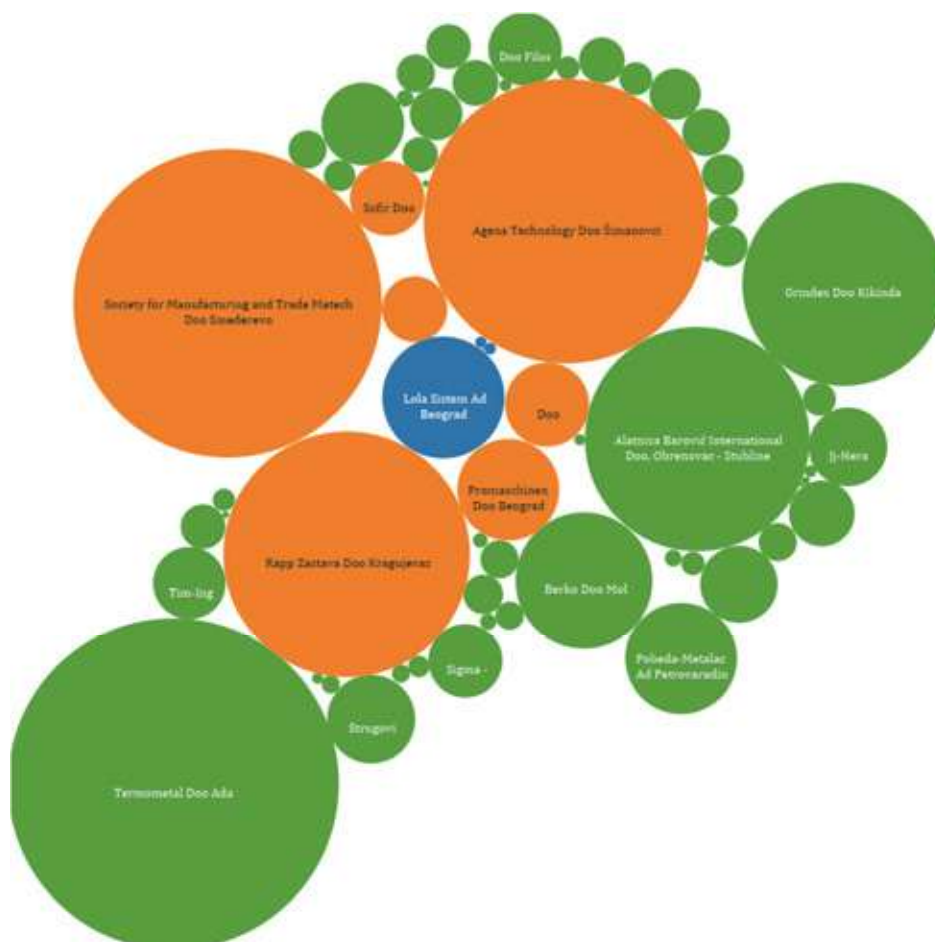 Doo Filos
Sofir Doo
Agena Technology Doo Šimanovci
Grindex Doo Kikinda
Society for Manufacturing and Trade Metech
Doo Smederevo
Lola Sistem Ad
Beograd
Doo
Alatnica Barović International
Doo, Obrenovac - Stubline
Jj-Nera
Promaschinen
Doo Beograd
Rapp Zastava Doo Kragujevac
Berko Doo Mol
Tim-Ing
Pobeda-Metalac
Ad Petrovaradin
Sigma -
Strugovi
Termometal Doo Ada